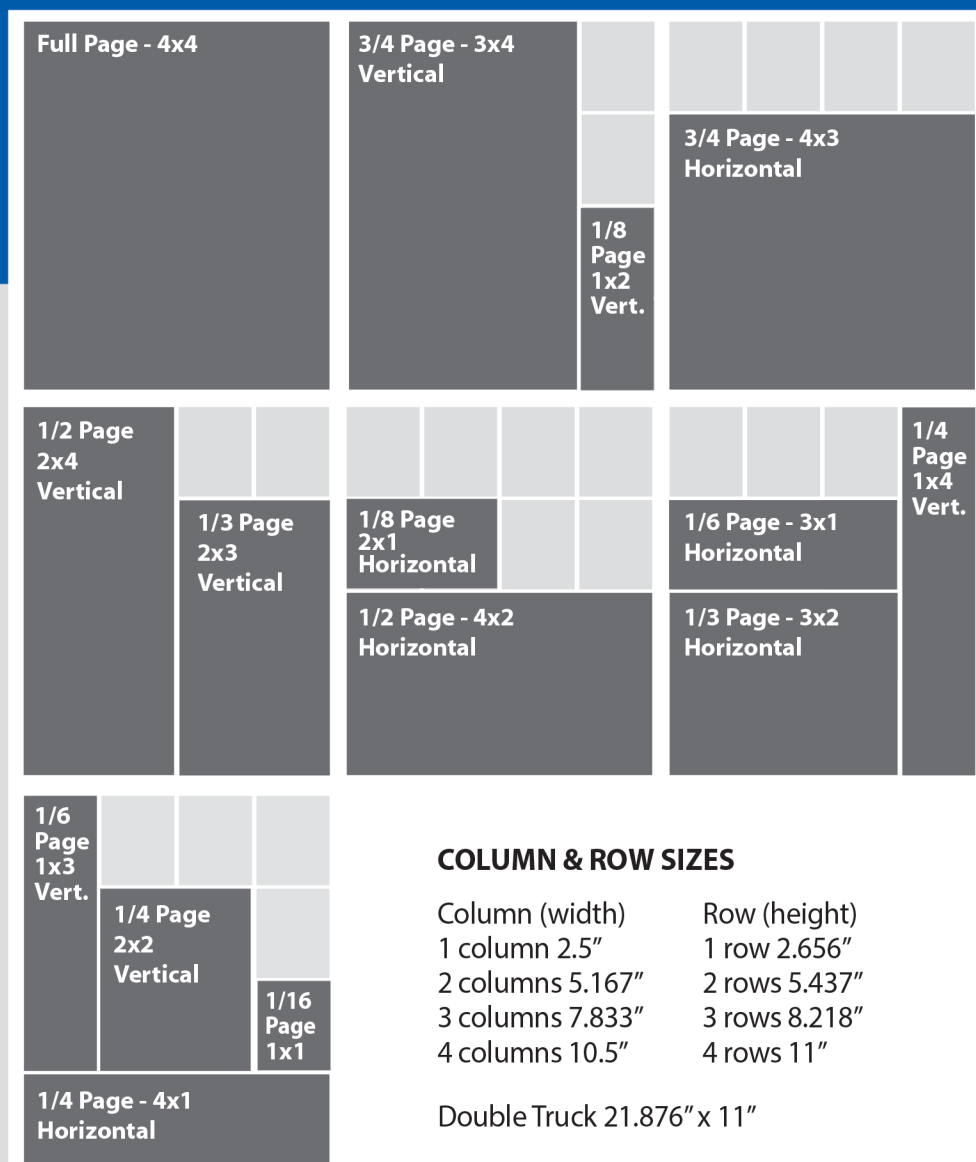 Full Page - 4x4
3/4 Page - 3x4
Vertical
1/8
Page
1x2
Vert.
3/4 Page - 4x3
Horizontal
1/2 Page
2x4
Vertical
1/3 Page
2x3
Vertical
1/8 Page
2x1
Horizontal
1/2 Page - 4x2
Horizontal
1/6 Page - 3x1
Horizontal
1/3 Page - 3x2
Horizontal
1/4
Page
1x4
Vert.
1/6
Page
1x3
Vert.
1/4 Page
2x2
Vertical
1/16
Page
1x1
1/4 Page - 4x1
Horizontal
COLUMN & ROW SIZES
Column (width) Row (height)
1 column 2.5” 1 row 2.656”
2 columns 5.167” 2 rows 5.437”
3 columns 7.833” 3 rows 8.218”
4 columns 10.5” 4 rows 11”
Double Truck 21.876” x 11”